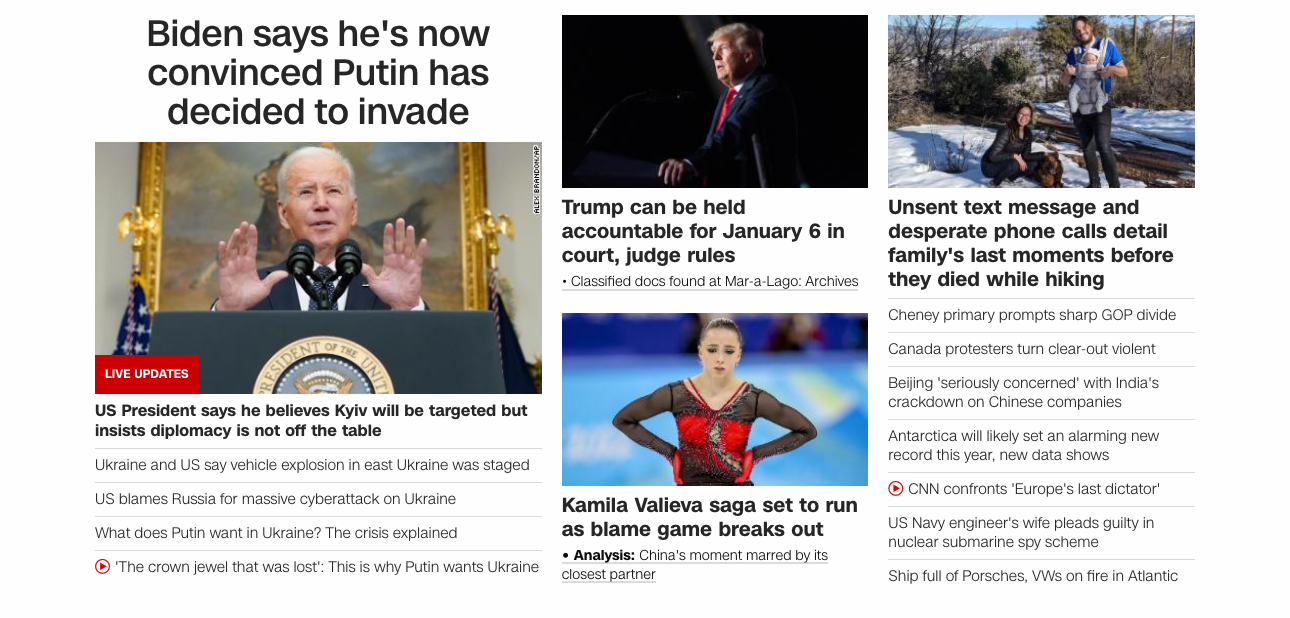 Biden says he's now
convinced Putin has
decided to invade
ALEX BRANDON/AP
PRESIDENT OF THE UNITED
LIVE UPDATES
US President says he believes Kyiv will be targeted but
insists diplomacy is not off the table
Ukraine and US say vehicle explosion in east Ukraine was staged
US blames Russia for massive cyberattack on Ukraine
What does Putin want in Ukraine? The crisis explained
'The crown jewel that was lost': This is why Putin wants Ukraine
Trump can be held
accountable for January 6 in
court, judge rules
• Classified docs found at Mar-a-Lago: Archives
Kamila Valieva saga set to run
as blame game breaks out
• Analysis: China's moment marred by its
closest partner
Unsent text message and
desperate phone calls detail
family's last moments before
they died while hiking
Cheney primary prompts sharp GOP divide
Canada protesters turn clear-out violent
Beijing 'seriously concerned' with India's
crackdown on Chinese companies
Antarctica will likely set an alarming new
record this year, new data shows
CNN confronts 'Europe's last dictator'
US Navy engineer's wife pleads guilty in
nuclear submarine spy scheme
Ship full of Porsches, VWs on fire in Atlantic